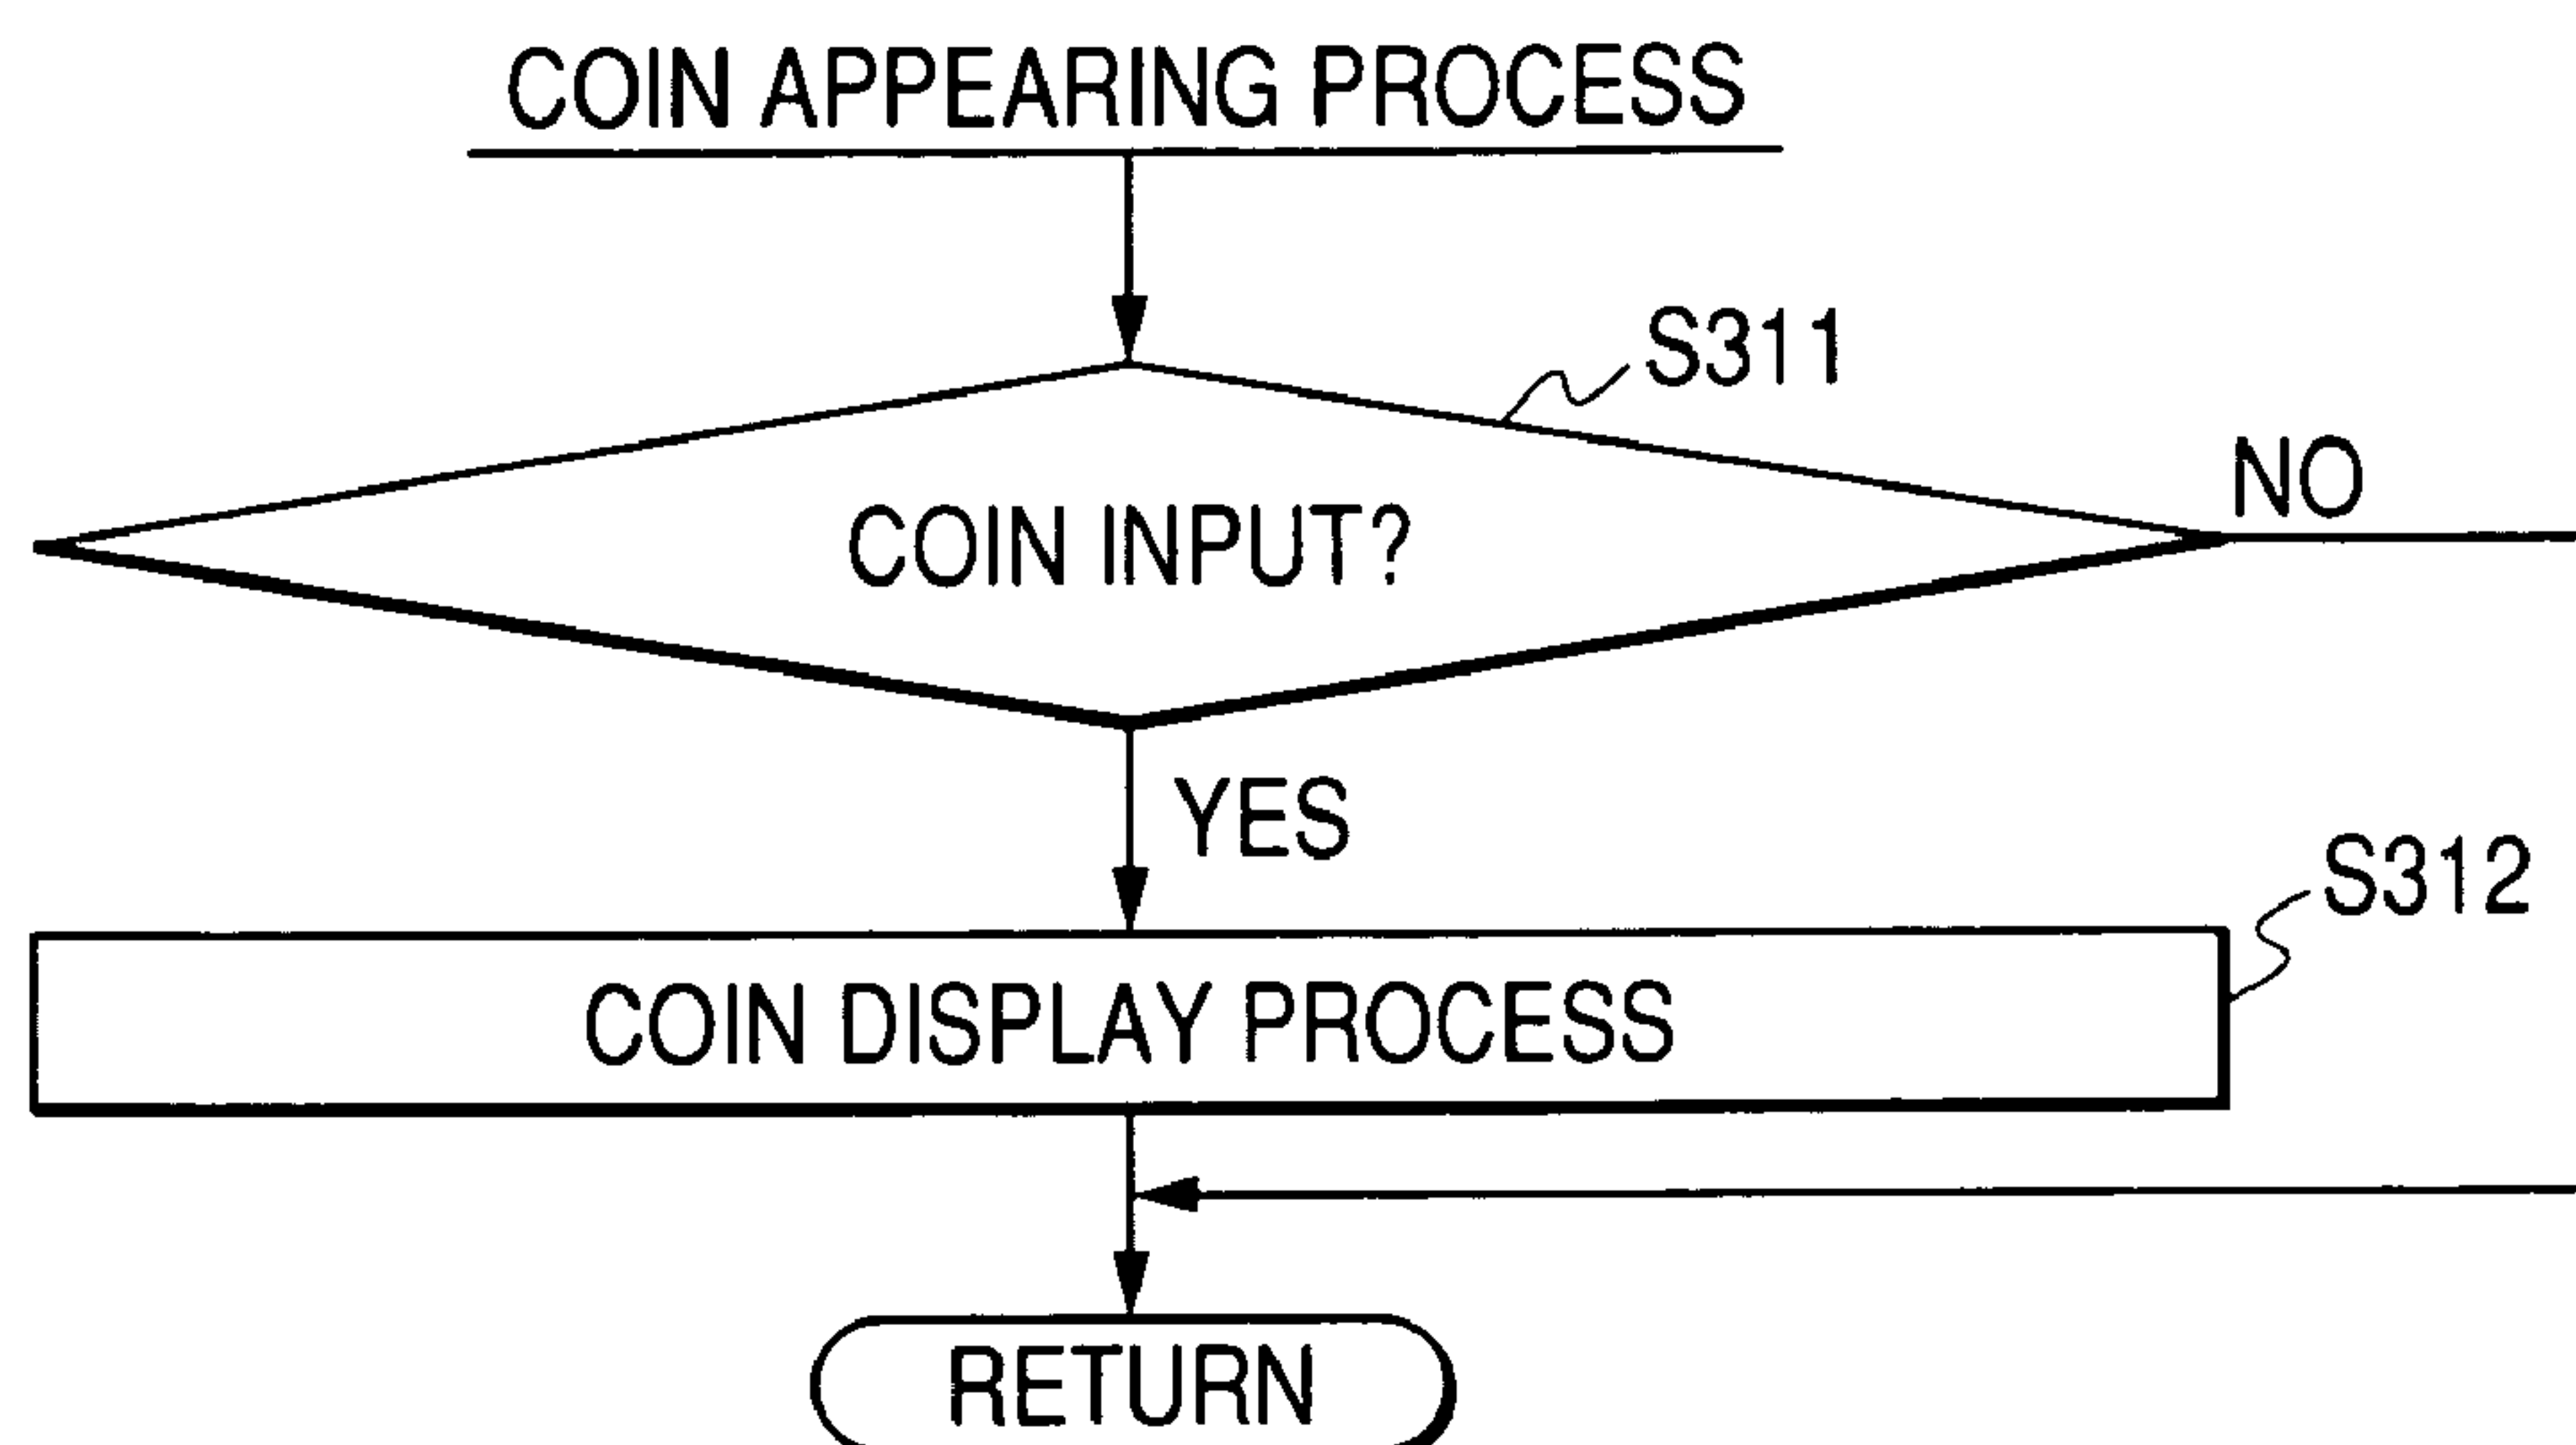 COIN APPEARING PROCESS
S311
COIN INPUT?
NO
YES
S312
COIN DISPLAY PROCESS
RETURN